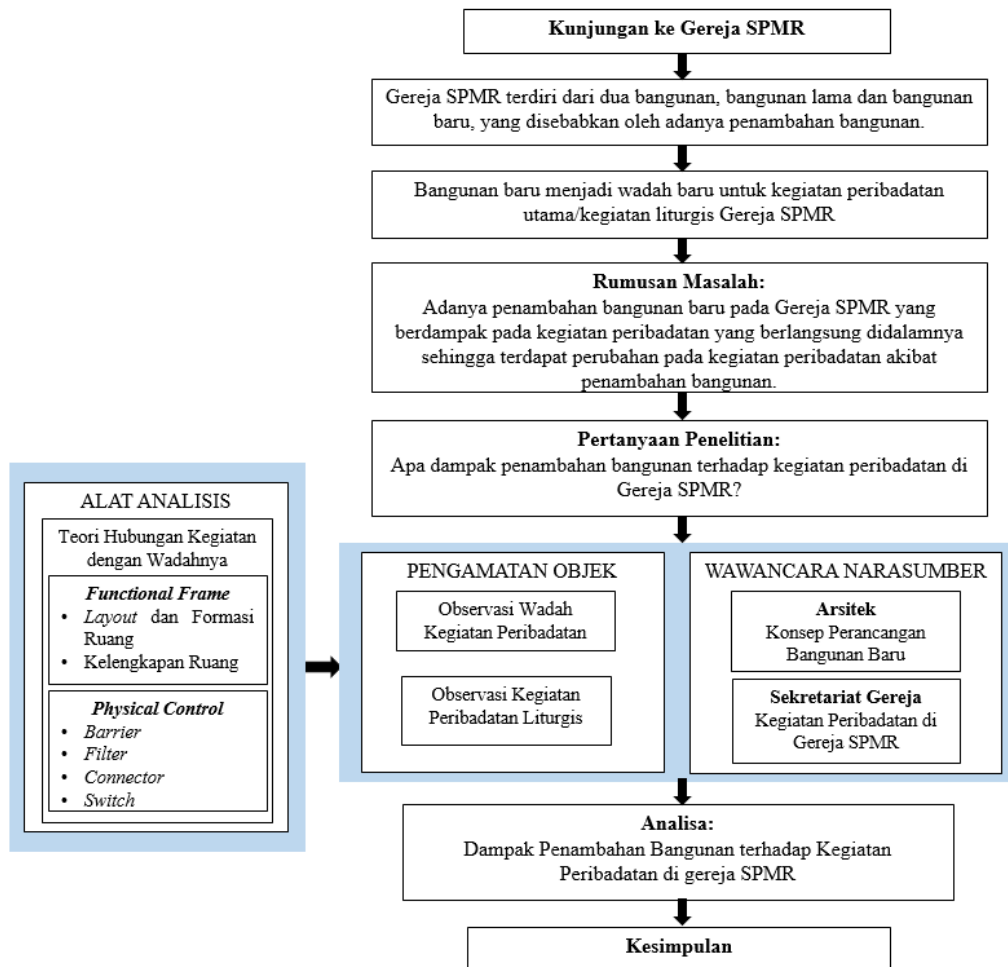 Kunjungan ke Gereja SPMR
Gereja SPMR terdiri dari dua bangunan, bangunan lama dan bangunan
baru, yang disebabkan oleh adanya penambahan bangunan.
Bangunan baru menjadi wadah baru untuk kegiatan peribadatan
utama/kegiatan liturgis Gereja SPMR
Rumusan Masalah:
Adanya penambahan bangunan baru pada Gereja SPMR yang
berdampak pada kegiatan peribadatan yang berlangsung didalamnya
sehingga terdapat perubahan pada kegiatan peribadatan akibat
penambahan bangunan.
Pertanyaan Penelitian:
Apa dampak penambahan bangunan terhadap kegiatan peribadatan di
Gereja SPMR?
ALAT ANALISIS
Teori Hubungan Kegiatan
dengan Wadahnya
Functional Frame
• Layout dan Formasi
Ruang
• Kelengkapan Ruang
Physical Control
• Barrier
• Filter
• Connector
• Switch
PENGAMATAN OBJEK
Observasi Wadah
Kegiatan Peribadatan
Observasi Kegiatan
Peribadatan Liturgis
WAWANCARA NARASUMBER
Arsitek
Konsep Perancangan
Bangunan Baru
Sekretariat Gereja
Kegiatan Peribadatan di
Gereja SPMR
Analisa:
Dampak Penambahan Bangunan terhadap Kegiatan
Peribadatan di gereja SPMR
Kesimpulan